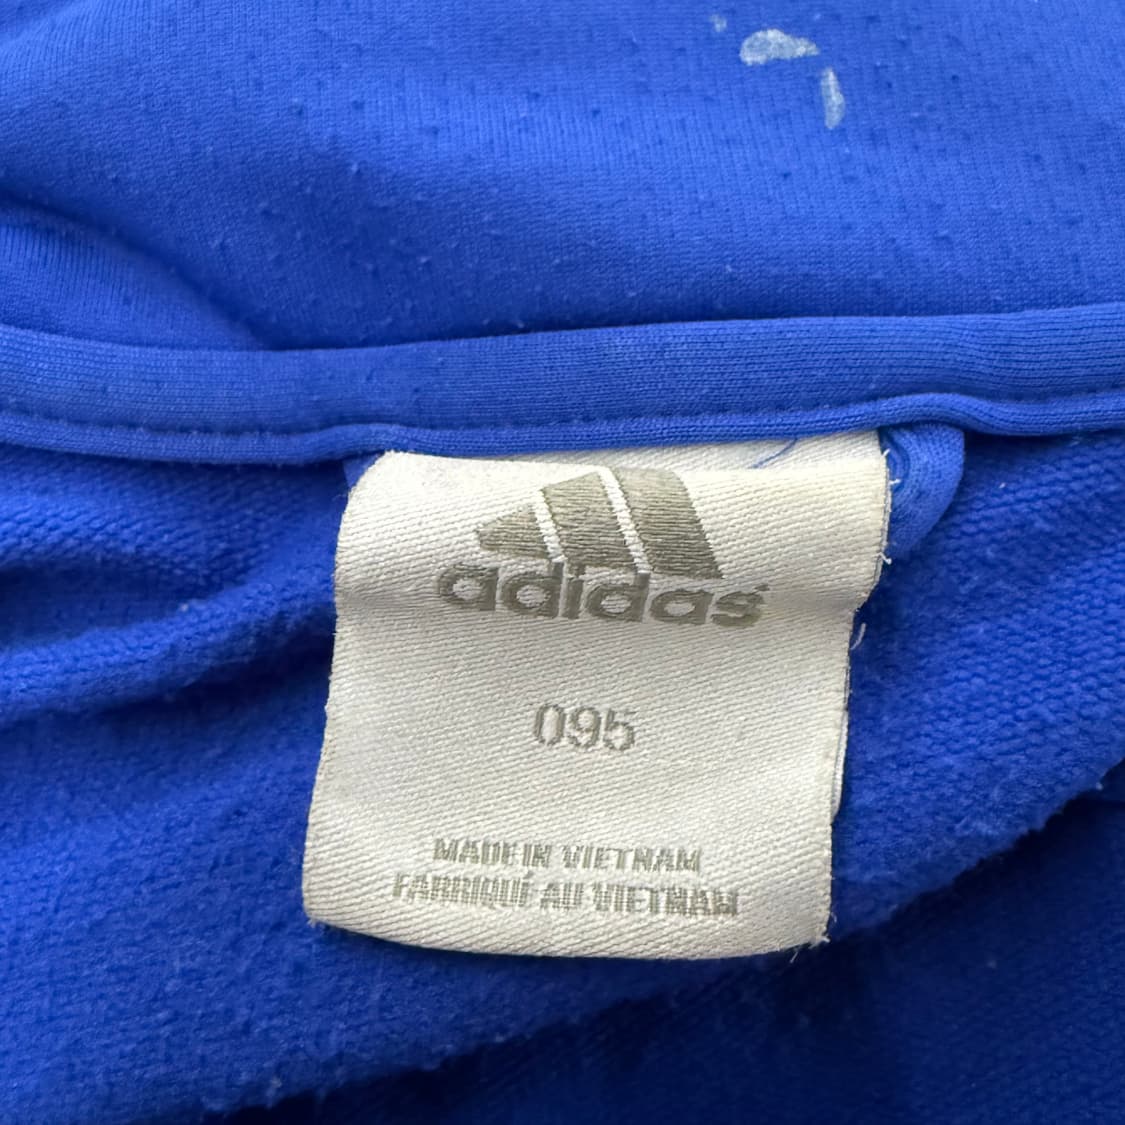 adidas
095
MADE IN VIETNAM
FABRIQUÉ AU VIETNAM